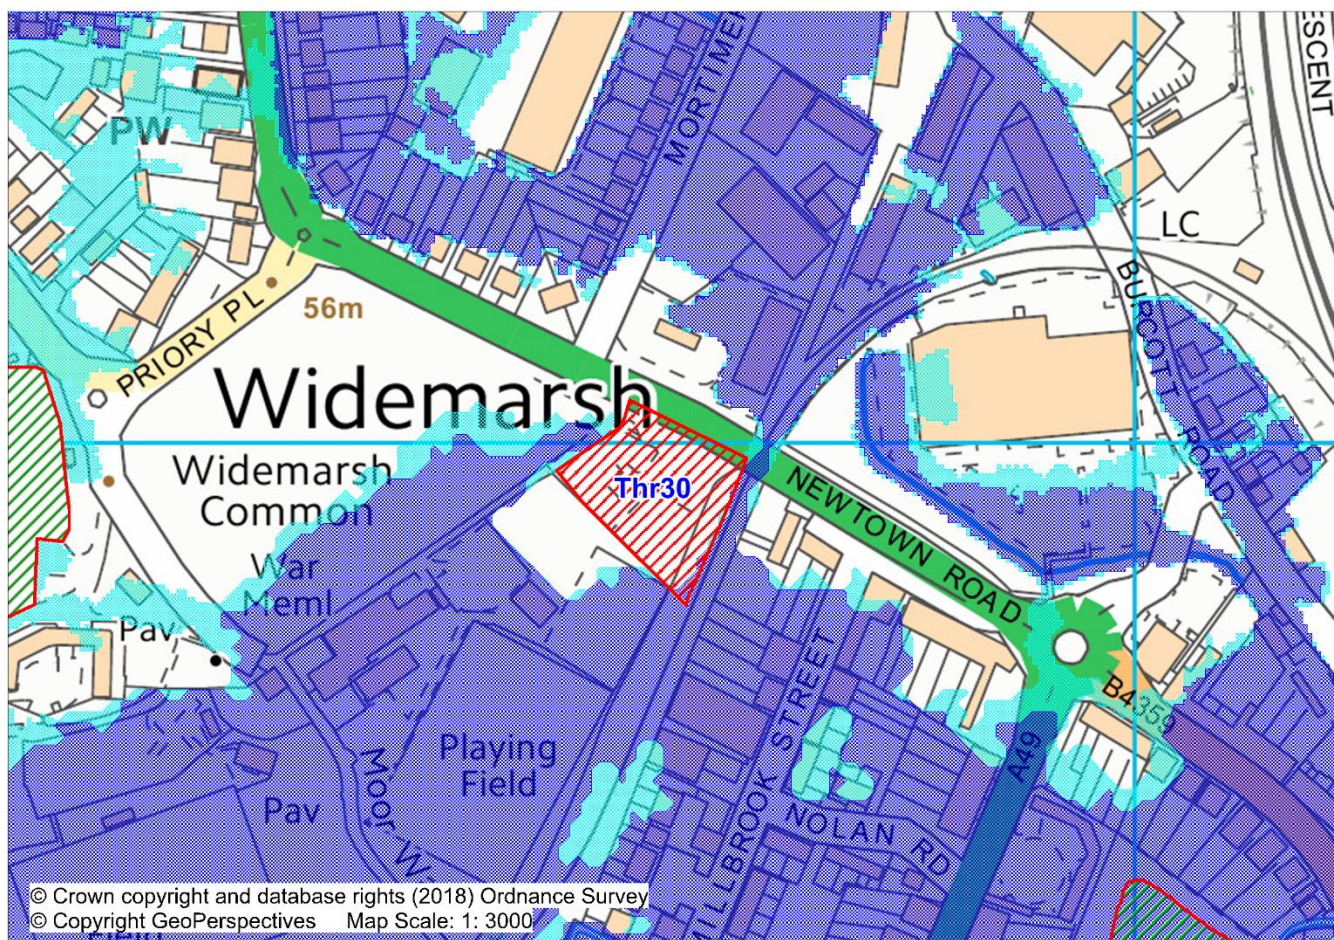 ESCENT
MORTIMER
PW
LC
BURCOTT ROAD
56m
PRIORY PL
Widemarsh
Widemarsh
Common
Thr30
NEWTOWN ROAD
War
Meml
Pav
B4359
A49
Playing
Field
Pav
Moor W
MILLBROOK STREET
NOLAN RD
© Crown copyright and database rights (2018) Ordnance Survey
© Copyright GeoPerspectives Map Scale: 1: 3000
Field